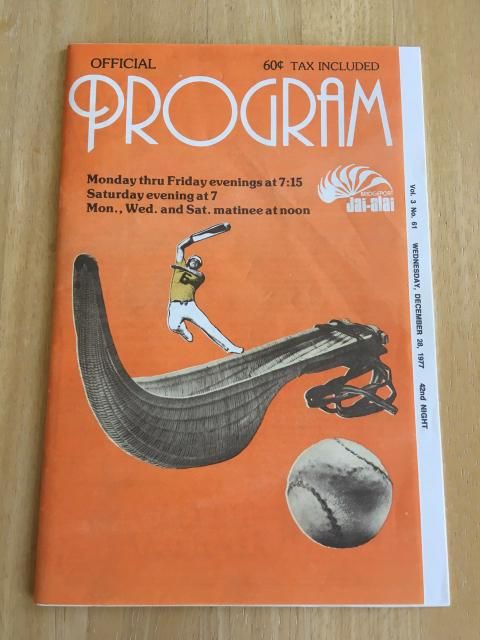 OFFICIAL 60¢ TAX INCLUDED
PROGRAM
Monday thru Friday evenings at 7:15
Saturday evening at 7
Mon., Wed. and Sat. matinee at noon
BRIDGEPORT
Jai-alai
Vol. 3 No. 61 WEDNESDAY, DECEMBER 28, 1977 42nd NIGHT